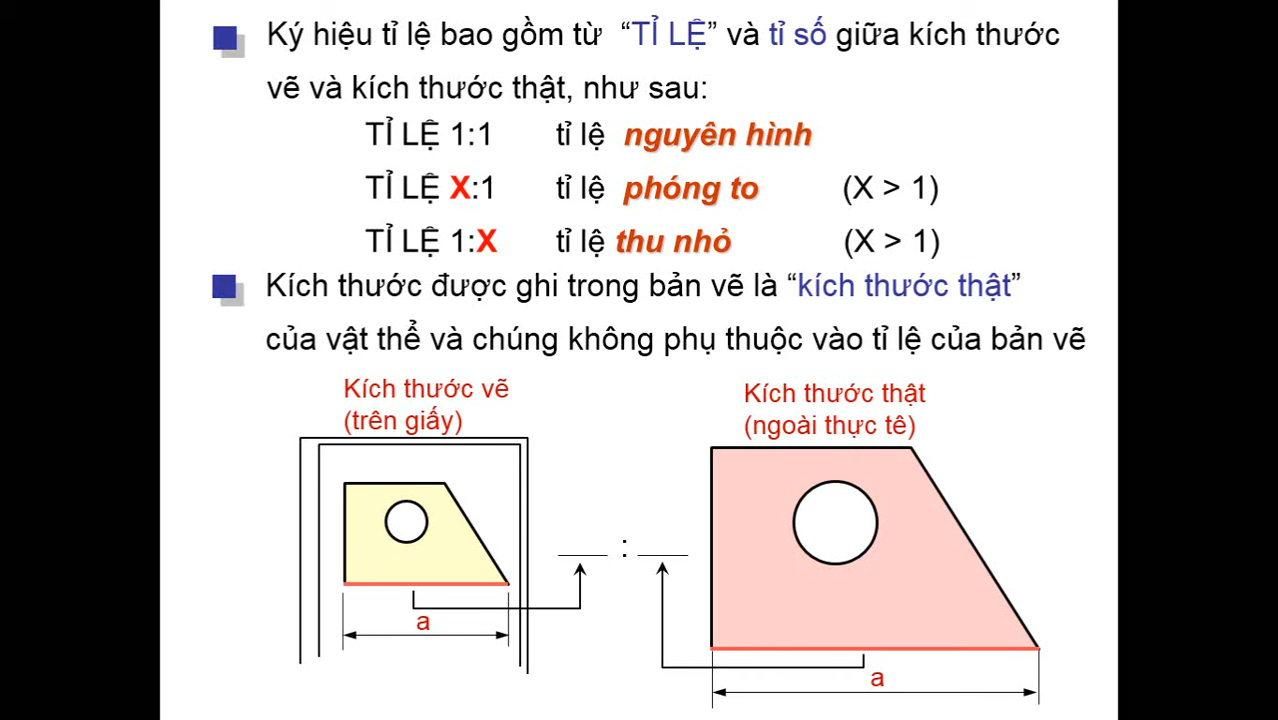 Ký hiệu tỉ lệ bao gồm từ “TỈ LỆ” và tỉ số giữa kích thước
vẽ và kích thước thật, như sau:
TỈ LỆ 1:1 tỉ lệ nguyên hình
TỈ LỆ X:1 tỉ lệ phóng to (X > 1)
TỈ LỆ 1:X tỉ lệ thu nhỏ (X > 1)
Kích thước được ghi trong bản vẽ là “kích thước thật”
của vật thể và chúng không phụ thuộc vào tỉ lệ của bản vẽ
Kích thước vẽ
(trên giấy)
Kích thước thật
(ngoài thực tê)
___ : ___
a
a